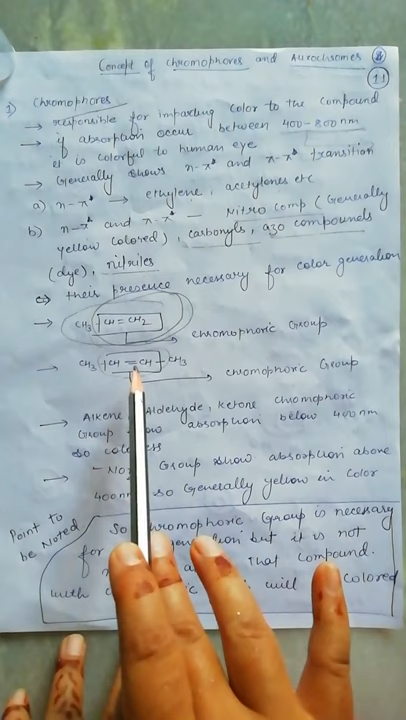 Concept of chromophores and Auxochromes
11
1) Chromophores
→ responsible for imparting color to the compound
→ if absorption occur between 400-800 nm
it is colorful to human eye
→ Generally shows π-π* and n-π* transition
a) π-π* → ethylene, acetylenes etc
b) π-π* and n-π* - Nitro comp (Generally
yellow colored), carbonyls, azo compounds
(dye), nitriles
⇒ their presence necessary for color generation
→ CH3 CH = CH2
chromophoric Group
→ CH3 CH = CH CH3
chromophoric Group
→ Alkene, Aldehyde, ketone chromophoric
Group absorption below 400nm
so
→ Group show absorption above
400nm so Generally yellow in color
Point to
be Noted
So chromophoric Group is necessary
for but it is not
that compound.
with will colored